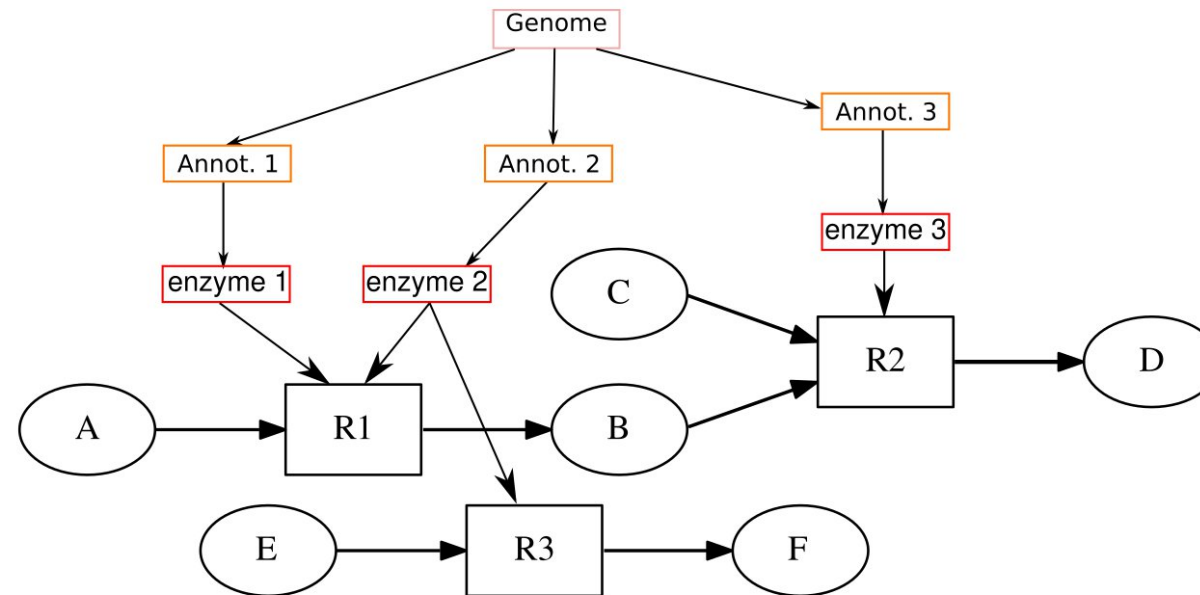 Genome
Annot. 3
Annot. 1
Annot. 2
enzyme 3
enzyme 1
enzyme 2
C
R2
D
A
R1
B
E
R3
F